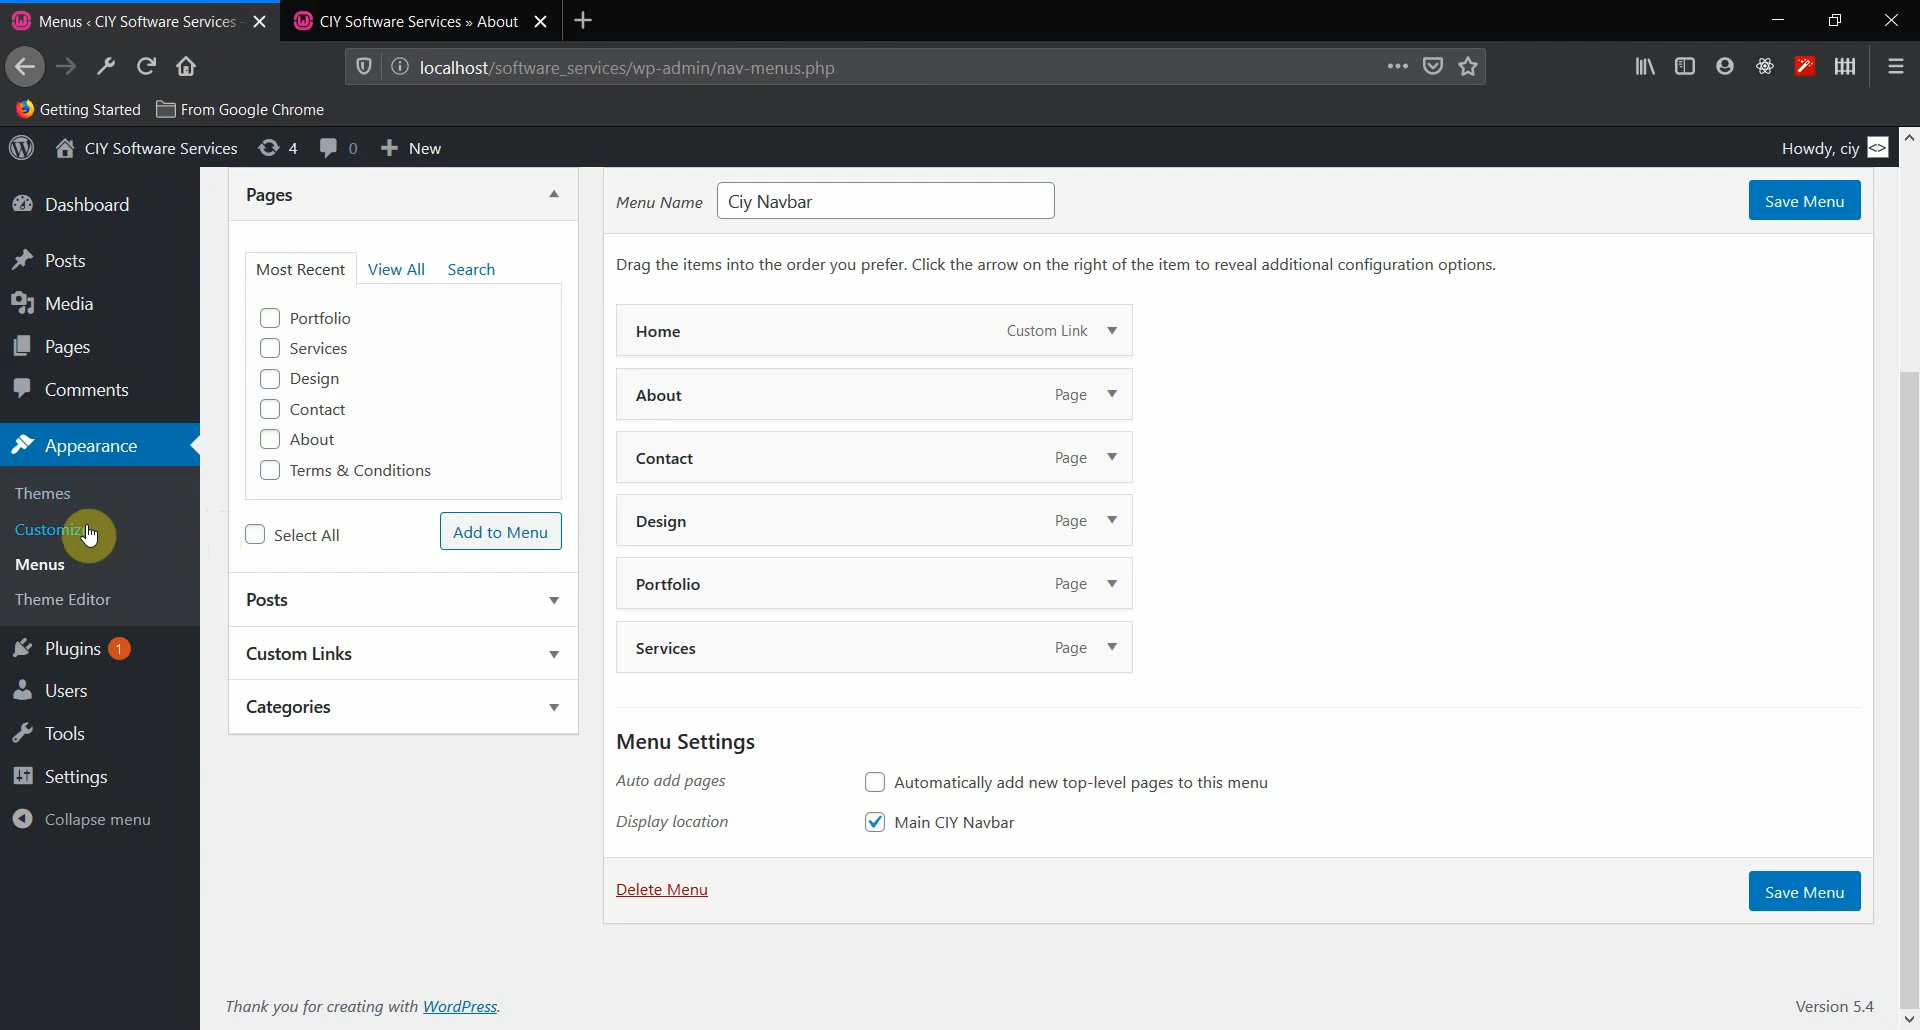 Menus ‹ CIY Software Services -
CIY Software Services » About
localhost/software_services/wp-admin/nav-menus.php
Getting Started
From Google Chrome
CIY Software Services
4
0
New
Howdy, ciy
Dashboard
Posts
Media
Pages
Comments
Appearance
Themes
Customize
Menus
Theme Editor
Plugins 1
Users
Tools
Settings
Collapse menu
Pages
Most Recent
View All
Search
Portfolio
Services
Design
Contact
About
Terms & Conditions
Select All
Add to Menu
Posts
Custom Links
Categories
Menu Name
Ciy Navbar
Save Menu
Drag the items into the order you prefer. Click the arrow on the right of the item to reveal additional configuration options.
Home Custom Link
About Page
Contact Page
Design Page
Portfolio Page
Services Page
Menu Settings
Auto add pages
Automatically add new top-level pages to this menu
Display location
Main CIY Navbar
Delete Menu
Save Menu
Thank you for creating with WordPress.
Version 5.4